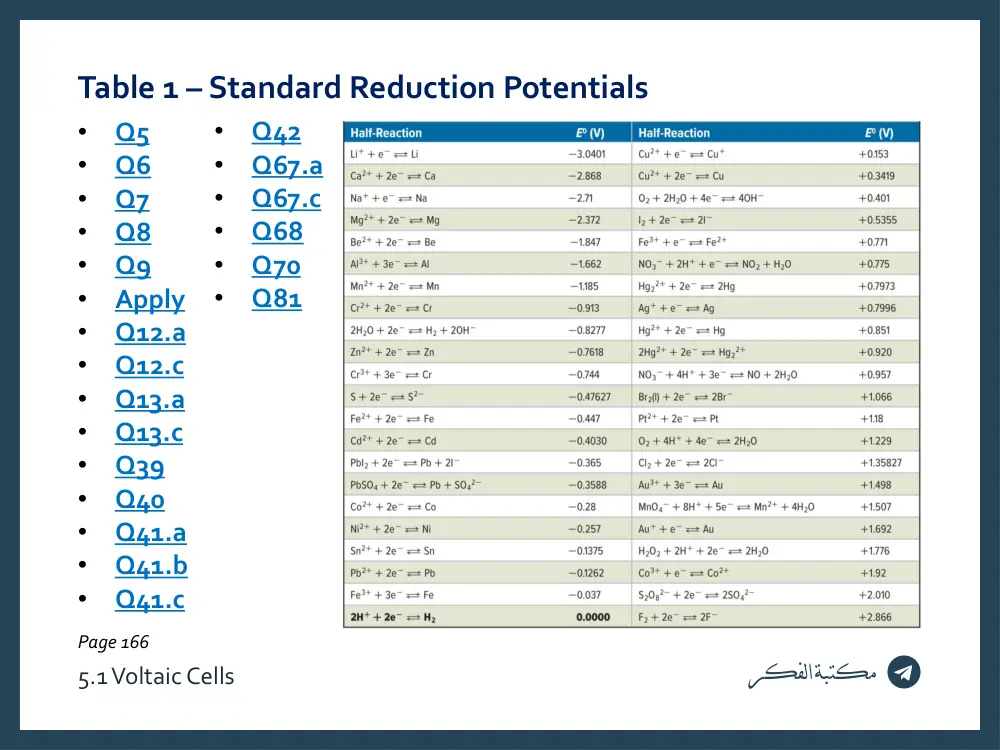 Table 1 – Standard Reduction Potentials
• Q5
• Q6
• Q7
• Q8
• Q9
• Apply
• Q12.a
• Q12.c
• Q13.a
• Q13.c
• Q39
• Q40
• Q41.a
• Q41.b
• Q41.c
• Q42
• Q67.a
• Q67.c
• Q68
• Q70
• Q81
Half-Reaction E⁰ (V) Half-Reaction E⁰ (V)
Li⁺ + e⁻ ⇌ Li −3.0401 Cu²⁺ + e⁻ ⇌ Cu⁺ +0.153
Ca²⁺ + 2e⁻ ⇌ Ca −2.868 Cu²⁺ + 2e⁻ ⇌ Cu +0.3419
Na⁺ + e⁻ ⇌ Na −2.71 O₂ + 2H₂O + 4e⁻ ⇌ 4OH⁻ +0.401
Mg²⁺ + 2e⁻ ⇌ Mg −2.372 I₂ + 2e⁻ ⇌ 2I⁻ +0.5355
Be²⁺ + 2e⁻ ⇌ Be −1.847 Fe³⁺ + e⁻ ⇌ Fe²⁺ +0.771
Al³⁺ + 3e⁻ ⇌ Al −1.662 NO₃⁻ + 2H⁺ + e⁻ ⇌ NO₂ + H₂O +0.775
Mn²⁺ + 2e⁻ ⇌ Mn −1.185 Hg₂²⁺ + 2e⁻ ⇌ 2Hg +0.7973
Cr²⁺ + 2e⁻ ⇌ Cr −0.913 Ag⁺ + e⁻ ⇌ Ag +0.7996
2H₂O + 2e⁻ ⇌ H₂ + 2OH⁻ −0.8277 Hg²⁺ + 2e⁻ ⇌ Hg +0.851
Zn²⁺ + 2e⁻ ⇌ Zn −0.7618 2Hg²⁺ + 2e⁻ ⇌ Hg₂²⁺ +0.920
Cr³⁺ + 3e⁻ ⇌ Cr −0.744 NO₃⁻ + 4H⁺ + 3e⁻ ⇌ NO + 2H₂O +0.957
S + 2e⁻ ⇌ S²⁻ −0.47627 Br₂(l) + 2e⁻ ⇌ 2Br⁻ +1.066
Fe²⁺ + 2e⁻ ⇌ Fe −0.447 Pt²⁺ + 2e⁻ ⇌ Pt +1.18
Cd²⁺ + 2e⁻ ⇌ Cd −0.4030 O₂ + 4H⁺ + 4e⁻ ⇌ 2H₂O +1.229
PbI₂ + 2e⁻ ⇌ Pb + 2I⁻ −0.365 Cl₂ + 2e⁻ ⇌ 2Cl⁻ +1.35827
PbSO₄ + 2e⁻ ⇌ Pb + SO₄²⁻ −0.3588 Au³⁺ + 3e⁻ ⇌ Au +1.498
Co²⁺ + 2e⁻ ⇌ Co −0.28 MnO₄⁻ + 8H⁺ + 5e⁻ ⇌ Mn²⁺ + 4H₂O +1.507
Ni²⁺ + 2e⁻ ⇌ Ni −0.257 Au⁺ + e⁻ ⇌ Au +1.692
Sn²⁺ + 2e⁻ ⇌ Sn −0.1375 H₂O₂ + 2H⁺ + 2e⁻ ⇌ 2H₂O +1.776
Pb²⁺ + 2e⁻ ⇌ Pb −0.1262 Co³⁺ + e⁻ ⇌ Co²⁺ +1.92
Fe³⁺ + 3e⁻ ⇌ Fe −0.037 S₂O₈²⁻ + 2e⁻ ⇌ 2SO₄²⁻ +2.010
2H⁺ + 2e⁻ ⇌ H₂ 0.0000 F₂ + 2e⁻ ⇌ 2F⁻ +2.866
Page 166
5.1 Voltaic Cells
مكتبة الفكر